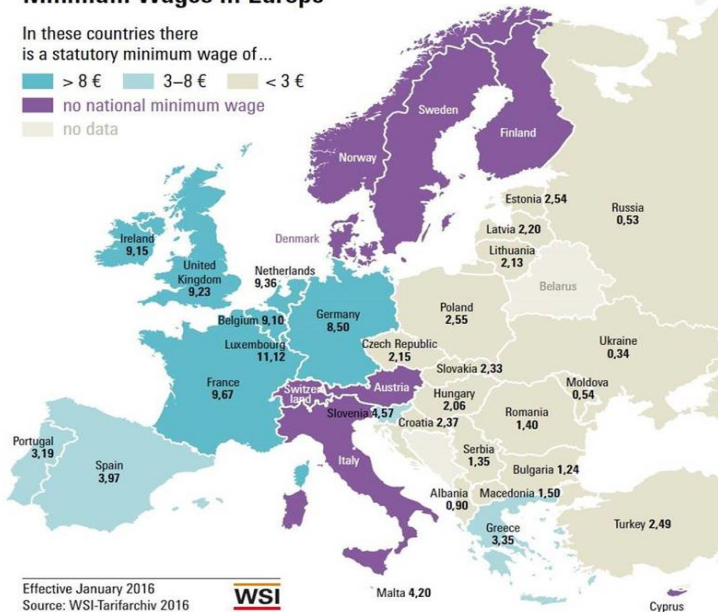 Minimum Wages in Europe
In these countries there
is a statutory minimum wage of...
> 8 €
3–8 €
< 3 €
no national minimum wage
no data
Sweden
Finland
Norway
Estonia 2,54
Russia
0,53
Latvia 2,20
Lithuania
2,13
Denmark
Ireland
9,15
United
Kingdom
9,23
Netherlands
9,36
Belarus
Poland
2,55
Germany
8,50
Belgium 9,10
Luxembourg
11,12
Czech Republic
2,15
Ukraine
0,34
Slovakia 2,33
France
9,67
Switzer
land
Austria
Hungary
2,06
Moldova
0,54
Romania
1,40
Slovenia 4,57
Croatia 2,37
Portugal
3,19
Spain
3,97
Italy
Serbia
1,35
Bulgaria 1,24
Albania
0,90
Macedonia 1,50
Greece
3,35
Turkey 2,49
Malta 4,20
Cyprus
Effective January 2016
Source: WSI-Tarifarchiv 2016
WSI